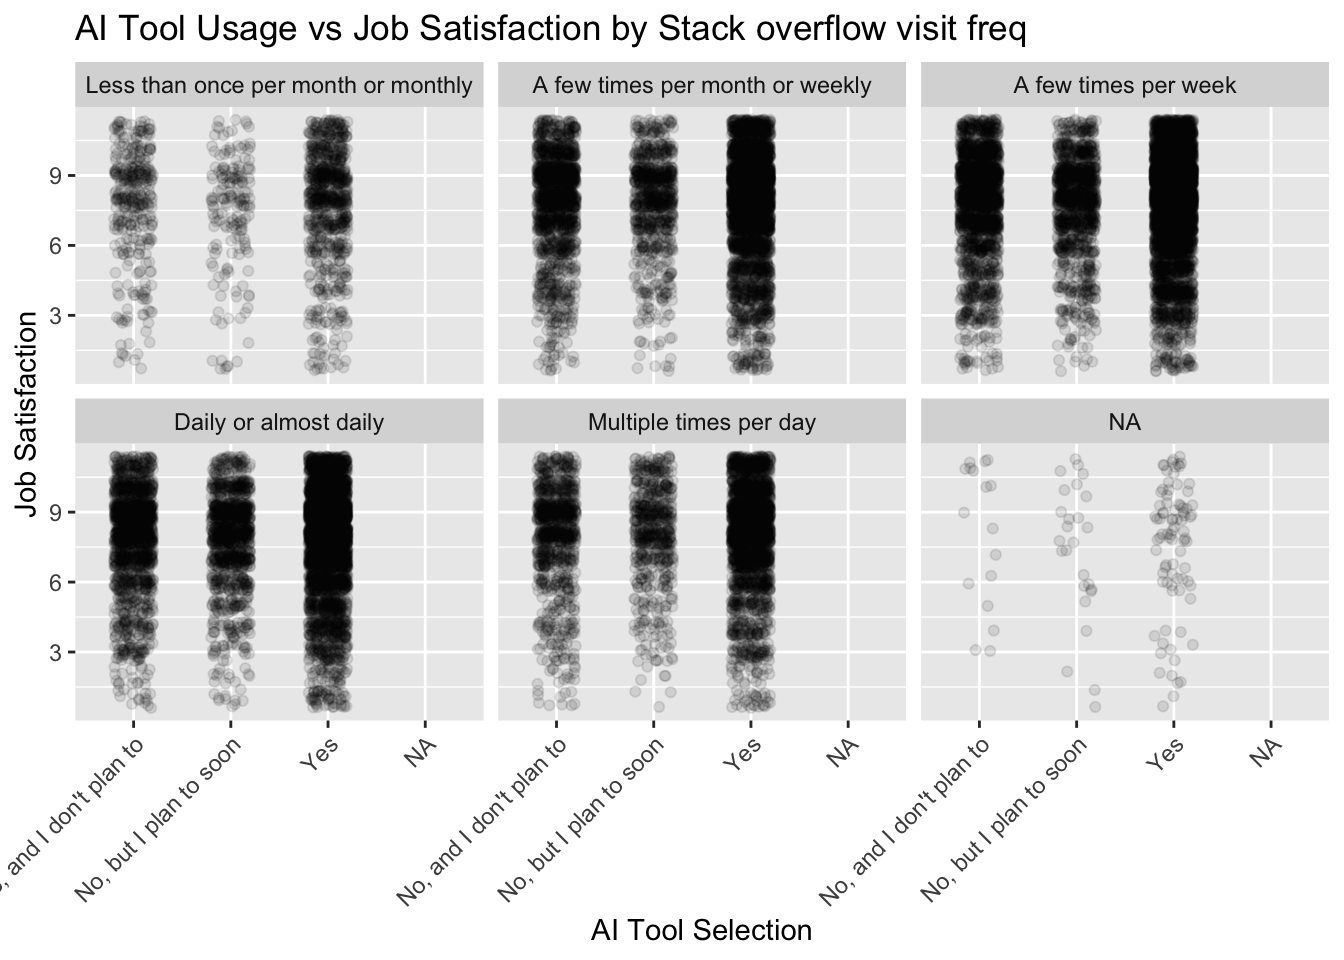 AI Tool Usage vs Job Satisfaction by Stack overflow visit freq
Less than once per month or monthly
A few times per month or weekly
A few times per week
9
6
3
Daily or almost daily
Multiple times per day
NA
9
6
3
Job Satisfaction
, and I don't plan to
No, but I plan to soon
Yes
NA
No, and I don't plan to
No, but I plan to soon
Yes
NA
No, and I don't plan to
No, but I plan to soon
Yes
NA
AI Tool Selection